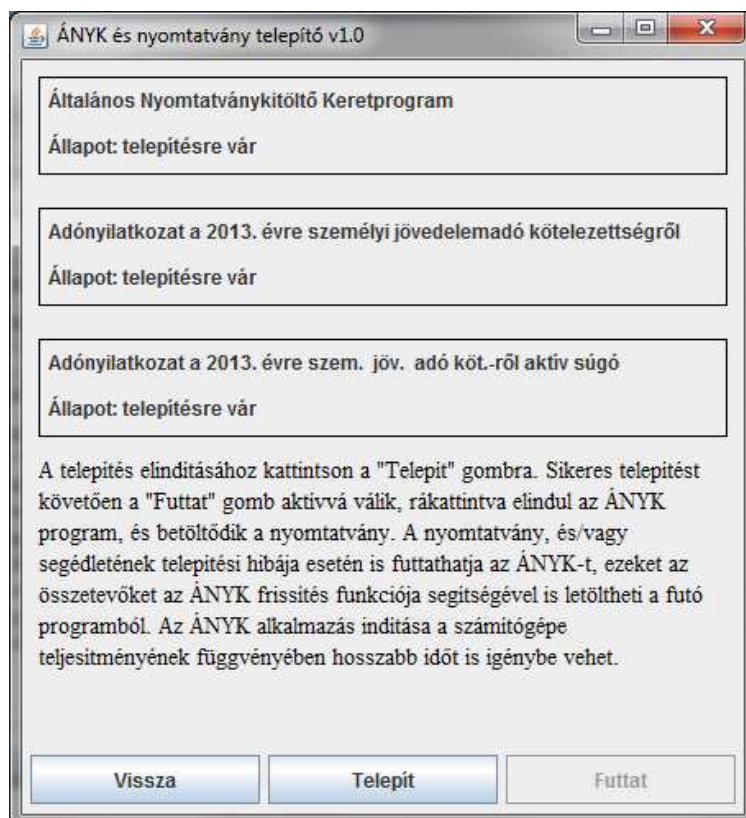 ÁNYK és nyomtatvány telepítő v1.0
Általános Nyomtatványkitöltő Keretprogram
Állapot: telepítésre vár
Adónyilatkozat a 2013. évre személyi jövedelemadó kötelezettségről
Állapot: telepítésre vár
Adónyilatkozat a 2013. évre szem. jöv. adó köt.-ről aktív súgó
Állapot: telepítésre vár
A telepítés elindításához kattintson a "Telepít" gombra. Sikeres telepítést
követően a "Futtat" gomb aktívvá válik, rákattintva elindul az ÁNYK
program, és betöltődik a nyomtatvány. A nyomtatvány, és/vagy
segédletének telepítési hibája esetén is futtathatja az ÁNYK-t, ezeket az
összetevőket az ÁNYK frissítés funkciója segítségével is letöltheti a futó
programból. Az ÁNYK alkalmazás indítása a számítógépe
teljesítményének függvényében hosszabb időt is igénybe vehet.
Vissza Telepít Futtat